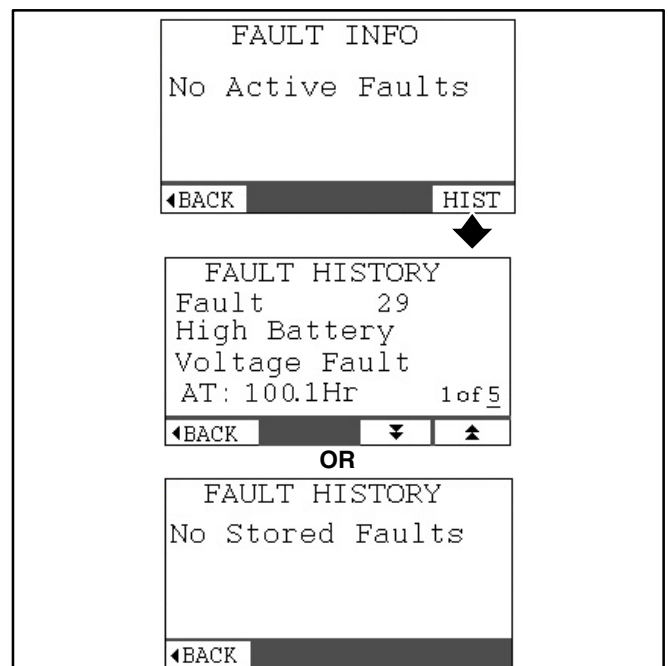 FAULT INFO
No Active Faults
◂BACK HIST
FAULT HISTORY
Fault 29
High Battery
Voltage Fault
AT: 100.1Hr 1of5
◂BACK
OR
FAULT HISTORY
No Stored Faults
◂BACK